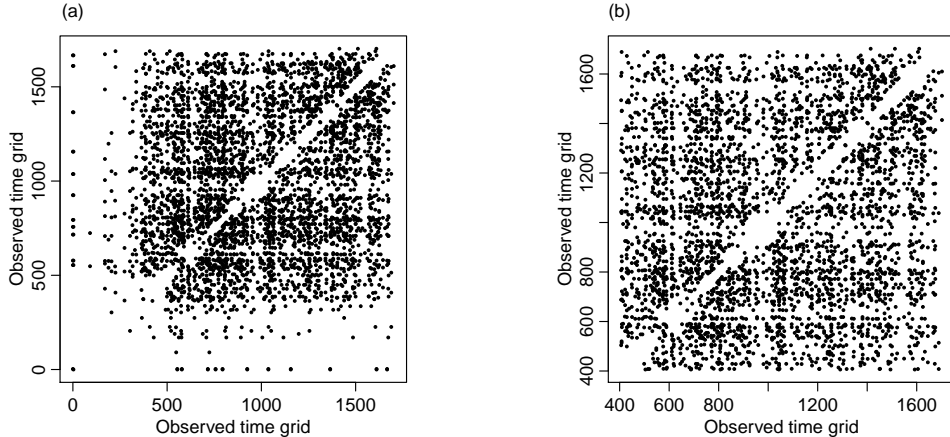 (a)
1500
1000
500
0
Observed time grid
0 500 1000 1500
Observed time grid
(b)
1600
1200
800
600
400
Observed time grid
400 600 800 1200 1600
Observed time grid